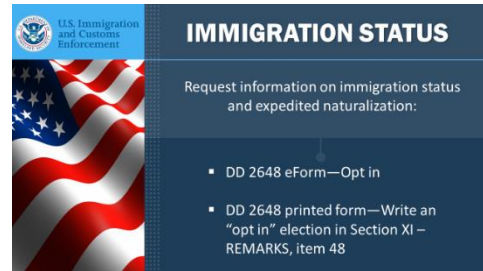 U.S. Immigration
and Customs
Enforcement
IMMIGRATION STATUS
Request information on immigration status
and expedited naturalization:
▪ DD 2648 eForm—Opt in
▪ DD 2648 printed form—Write an
“opt in” election in Section XI –
REMARKS, item 48